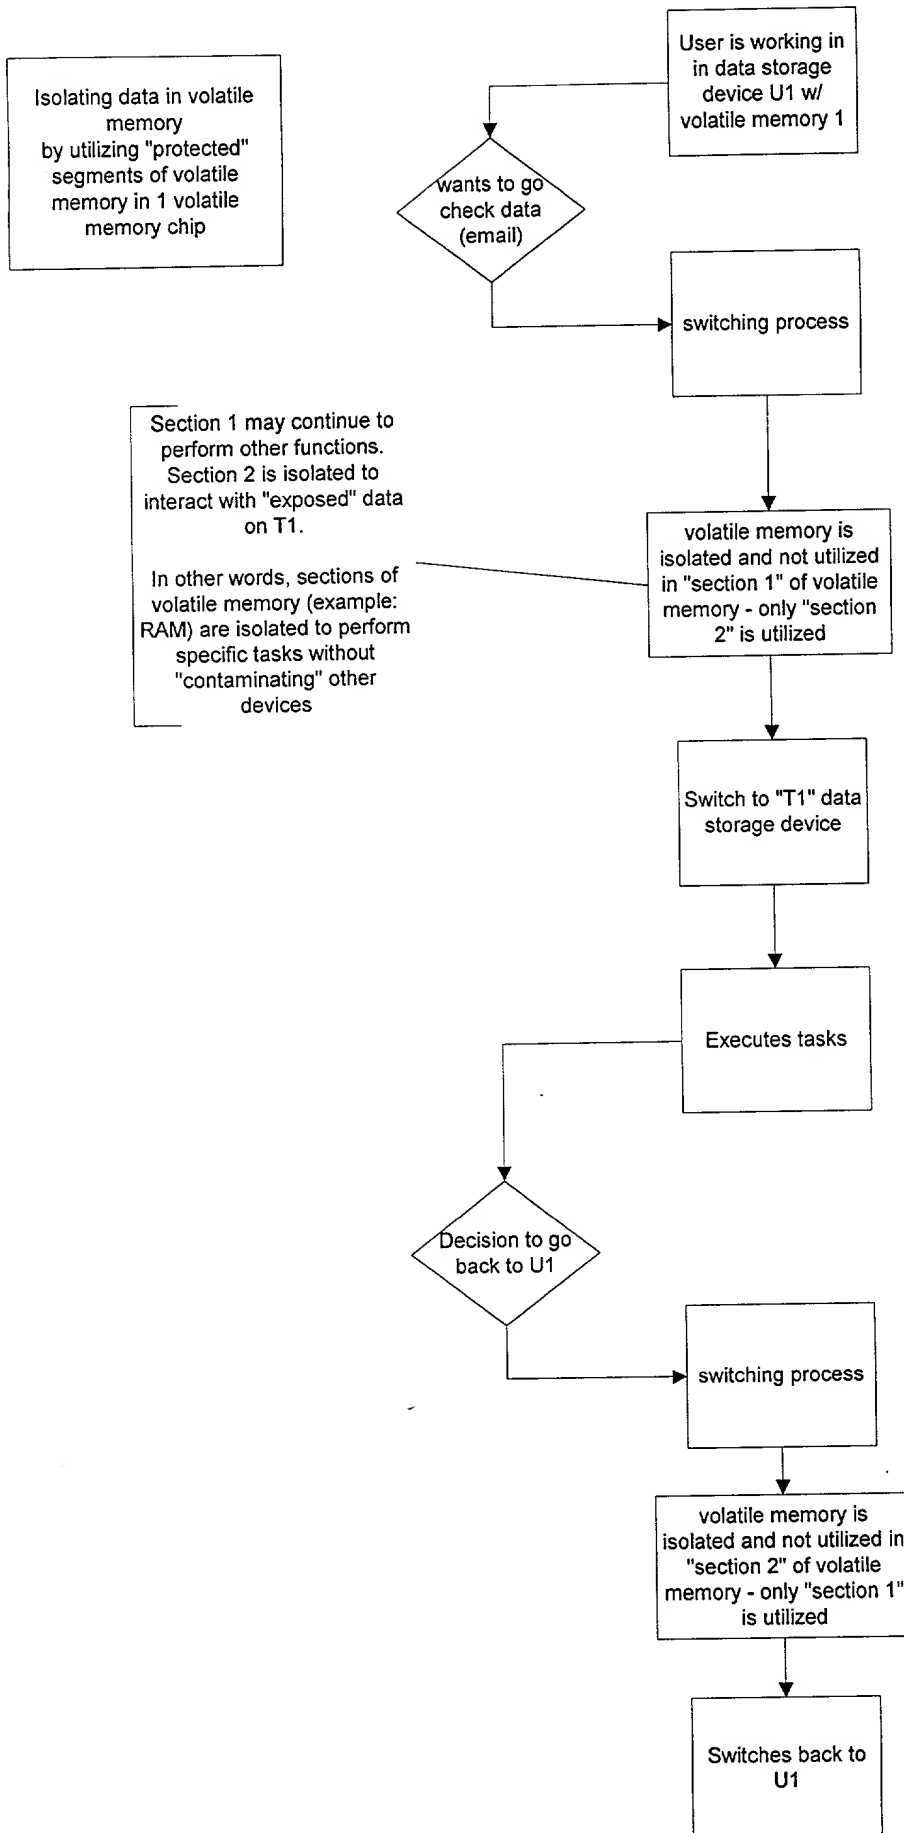 Isolating data in volatile
memory
by utilizing "protected"
segments of volatile
memory in 1 volatile
memory chip
User is working in
in data storage
device U1 w/
volatile memory 1
wants to go
check data
(email)
switching process
Section 1 may continue to
perform other functions.
Section 2 is isolated to
interact with "exposed" data
on T1.
In other words, sections of
volatile memory (example:
RAM) are isolated to perform
specific tasks without
"contaminating" other
devices
volatile memory is
isolated and not utilized
in "section 1" of volatile
memory - only "section
2" is utilized
Switch to "T1" data
storage device
Executes tasks
Decision to go
back to U1
switching process
volatile memory is
isolated and not utilized in
"section 2" of volatile
memory - only "section 1"
is utilized
Switches back to
U1